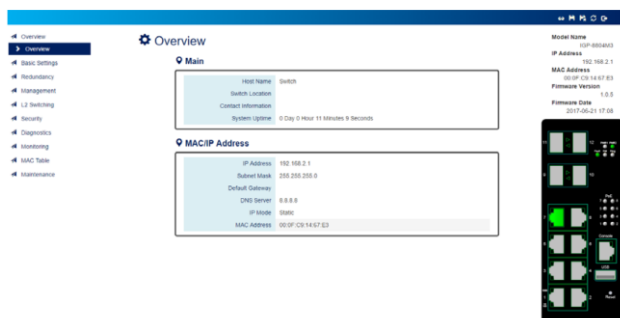 Overview
Overview
Basic Settings
Redundancy
Management
L2 Switching
Security
Diagnostics
Monitoring
MAC Table
Maintenance
Overview
Main
Host Name Switch
Switch Location
Contact Information
System Uptime 0 Day 0 Hour 11 Minutes 9 Seconds
MAC/IP Address
IP Address 192.168.2.1
Subnet Mask 255.255.255.0
Default Gateway
DNS Server 8.8.8.8
IP Mode Static
MAC Address 00:0F:C9:14:67:E3
Model Name
IGP-8804M3
IP Address
192.168.2.1
MAC Address
00:0F:C9:14:67:E3
Firmware Version
1.0.5
Firmware Date
2017-06-21 17:08
PoE
Console
USB
Reset